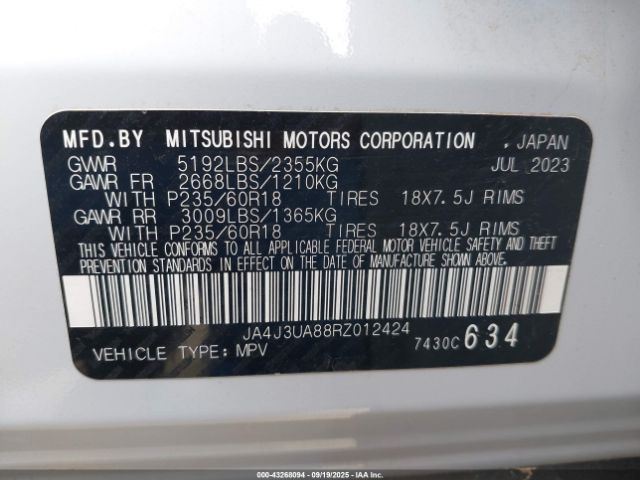 MFD.BY MITSUBISHI MOTORS CORPORATION , JAPAN
GVWR 5192LBS/2355KG JUL 2023
GAWR FR 2668LBS/1210KG
WITH P235/60R18 TIRES 18X7.5J RIMS
GAWR RR 3009LBS/1365KG
WITH P235/60R18 TIRES 18X7.5J RIMS
THIS VEHICLE CONFORMS TO ALL APPLICABLE FEDERAL MOTOR VEHICLE SAFETY AND THEFT
PREVENTION STANDARDS IN EFFECT ON THE DATE OF MANUFACTURE SHOWN ABOVE.
JA4J3UA88RZ012424
VEHICLE TYPE: MPV 7430C 634
000-43268094 - 09/19/2025 - IAAI.COM